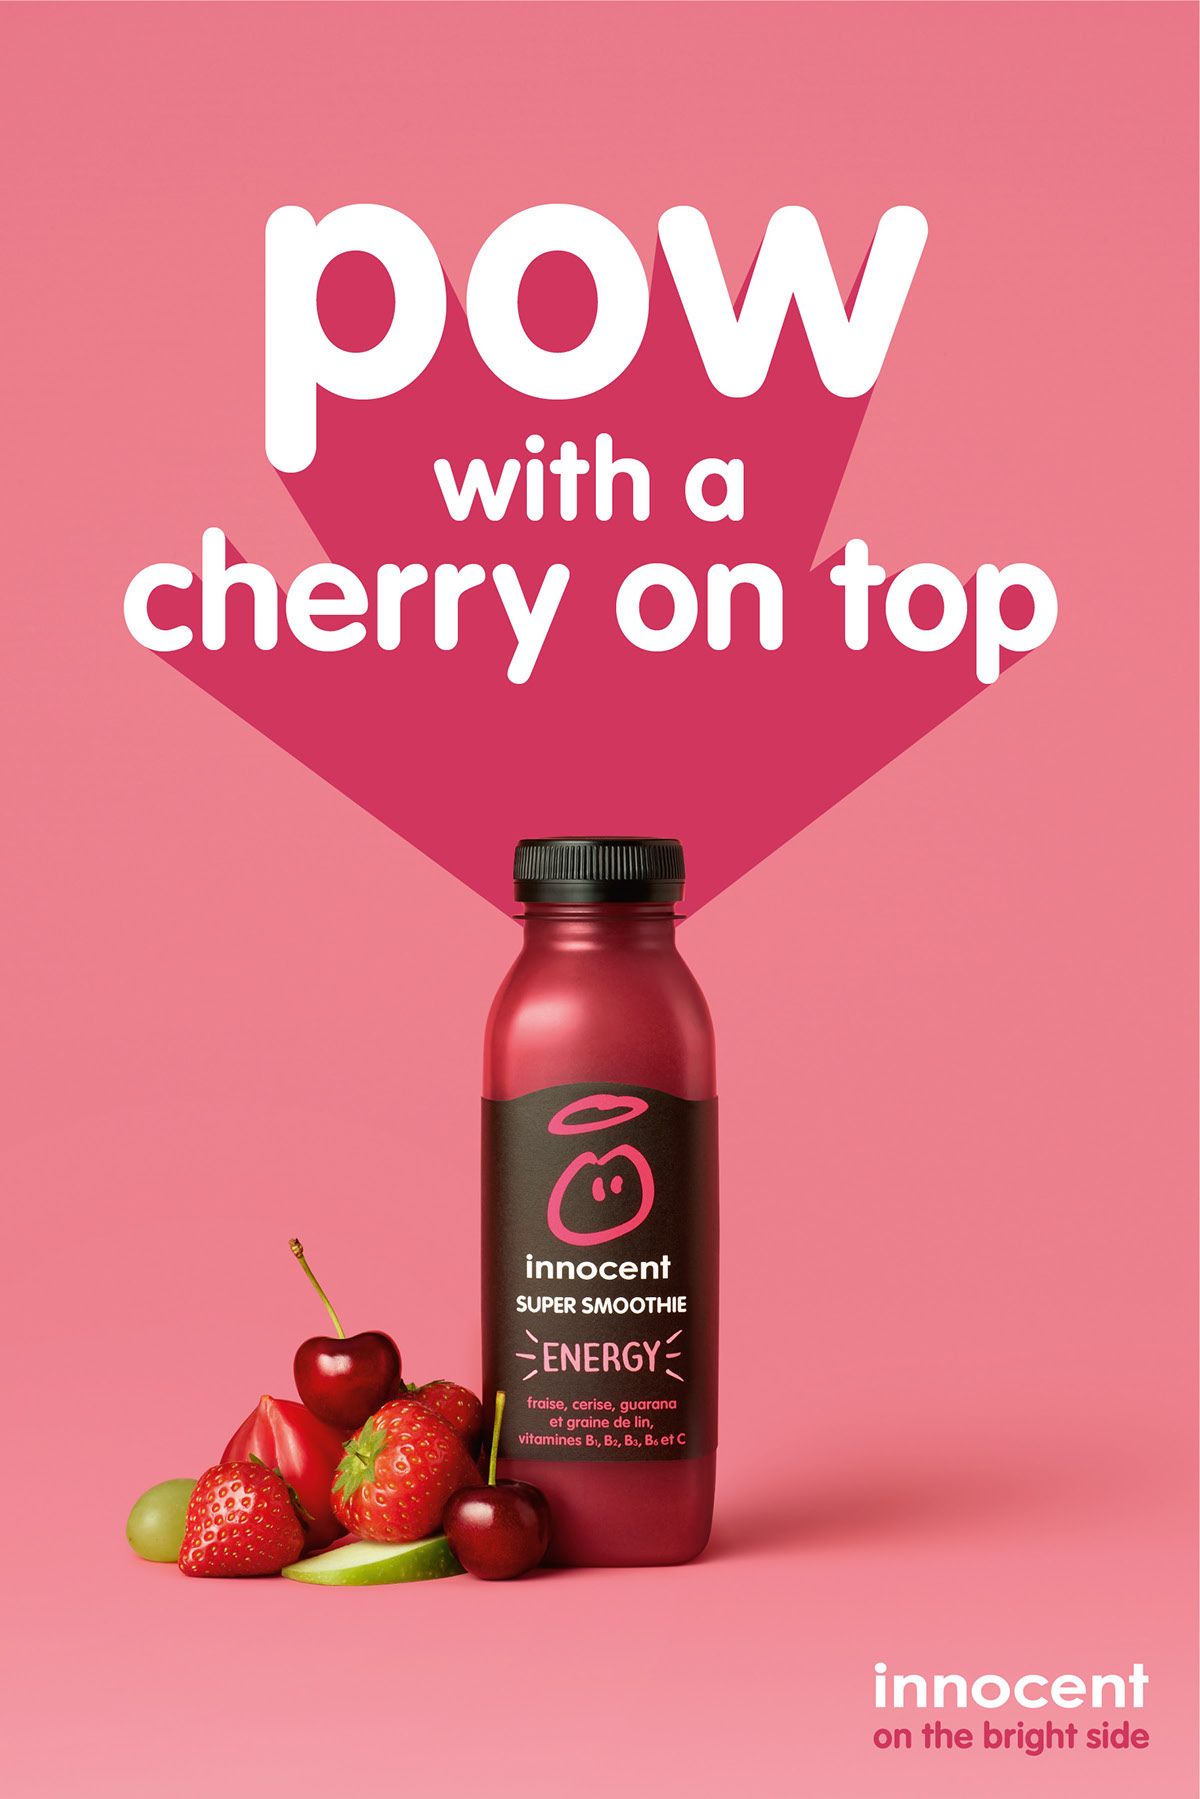 pow
with a
cherry on top
innocent
SUPER SMOOTHIE
ENERGY
fraise, cerise, guarana
et graine de lin,
vitamines B₁, B₂, B₃, B₆ et C
innocent
on the bright side